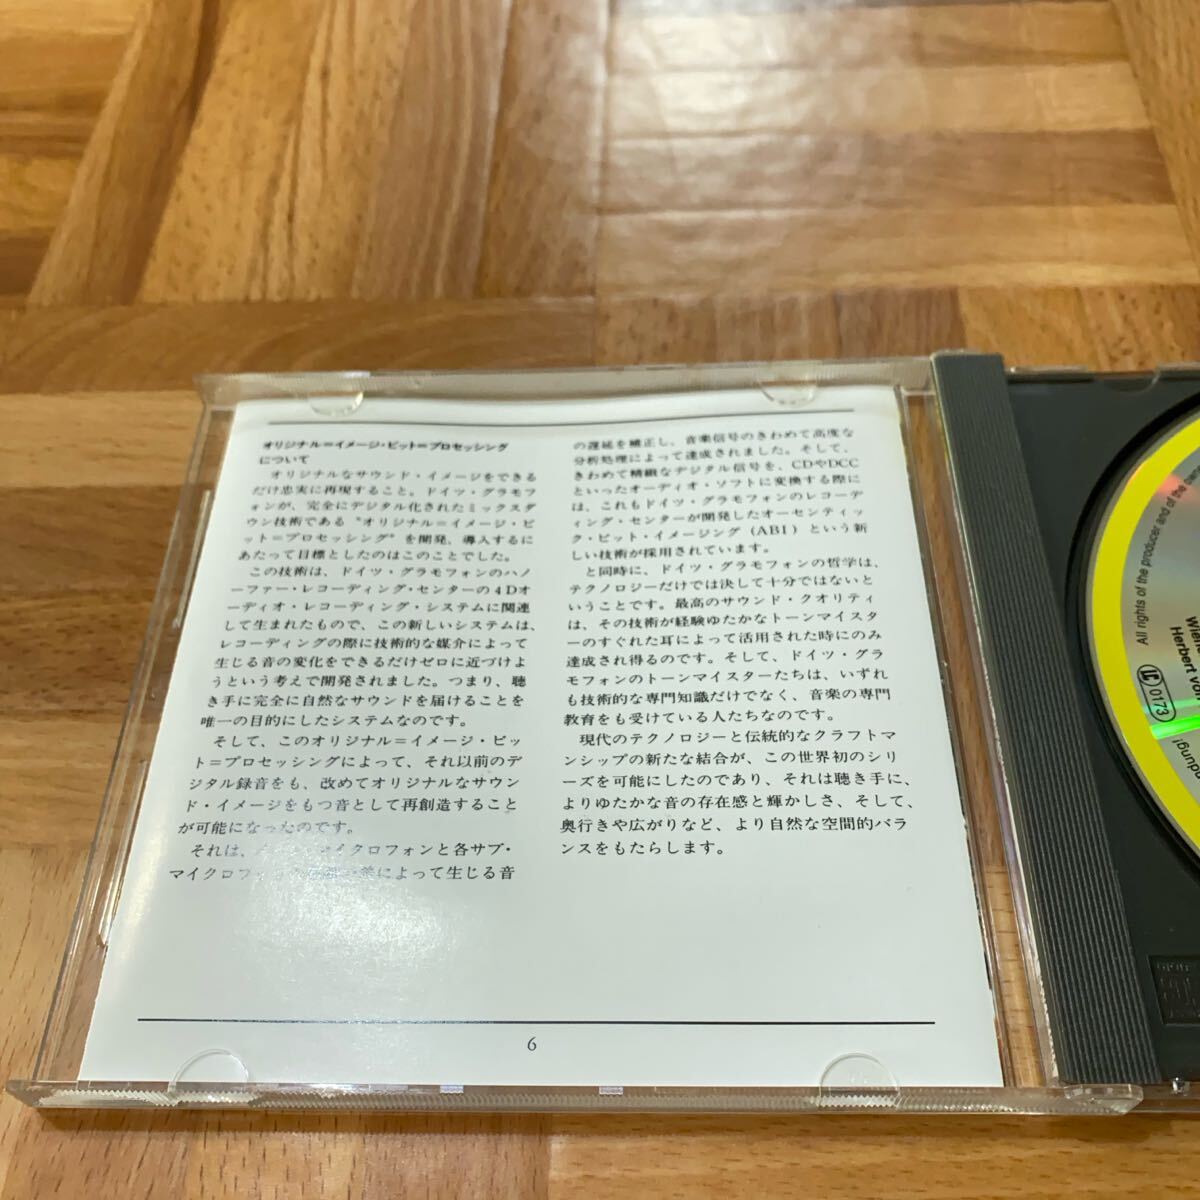 オリジナル＝イメージ・ビット＝プロセッシング
について
オリジナルなサウンド・イメージをできる
だけ忠実に再現すること。ドイツ・グラモフ
ォンが、完全にデジタル化されたミックスダ
ウン技術である〝オリジナル＝イメージ・ビ
ット＝プロセッシング〟を開発、導入するに
あたって目標としたのはこのことでした。
この技術は、ドイツ・グラモフォンのハノ
ーファー・レコーディング・センターの4Dオ
ーディオ・レコーディング・システムに関連
して生まれたもので、この新しいシステムは、
レコーディングの際に技術的な媒介によって
生じる音の変化をできるだけゼロに近づけよ
うという考えで開発されました。つまり、聴
き手に完全に自然なサウンドを届けることを
唯一の目的にしたシステムなのです。
そして、このオリジナル＝イメージ・ビッ
ト＝プロセッシングによって、それ以前のデ
ジタル録音をも、改めてオリジナルなサウン
ド・イメージをもつ音として再創造すること
が可能になったのです。
それは、マイクロフォンと各サブ・
マイクロフォン によって生じる音
の遅延を補正し、音楽信号のきわめて高度な
分析処理によって達成されました。そして、
きわめて精緻なデジタル信号を、CDやDCC
といったオーディオ・ソフトに変換する際に
は、これもドイツ・グラモフォンのレコーデ
ィング・センターが開発したオーセンティッ
ク・ビット・イメージング（ABI）という新
しい技術が採用されています。
と同時に、ドイツ・グラモフォンの哲学は、
テクノロジーだけでは決して十分ではないと
いうことです。最高のサウンド・クオリティ
は、その技術が経験ゆたかなトーンマイスタ
ーのすぐれた耳によって活用された時にのみ
達成され得るのです。そして、ドイツ・グラ
モフォンのトーンマイスターたちは、いずれ
も技術的な専門知識だけでなく、音楽の専門
教育をも受けている人たちなのです。
現代のテクノロジーと伝統的なクラフトマ
ンシップの新たな結合が、この世界初のシリ
ーズを可能にしたのであり、それは聴き手に、
よりゆたかな音の存在感と輝かしさ、そして、
奥行きや広がりなど、より自然な空間的バラ
ンスをもたらします。
6
All rights of the producer and of the
Herbert von
LC 0173